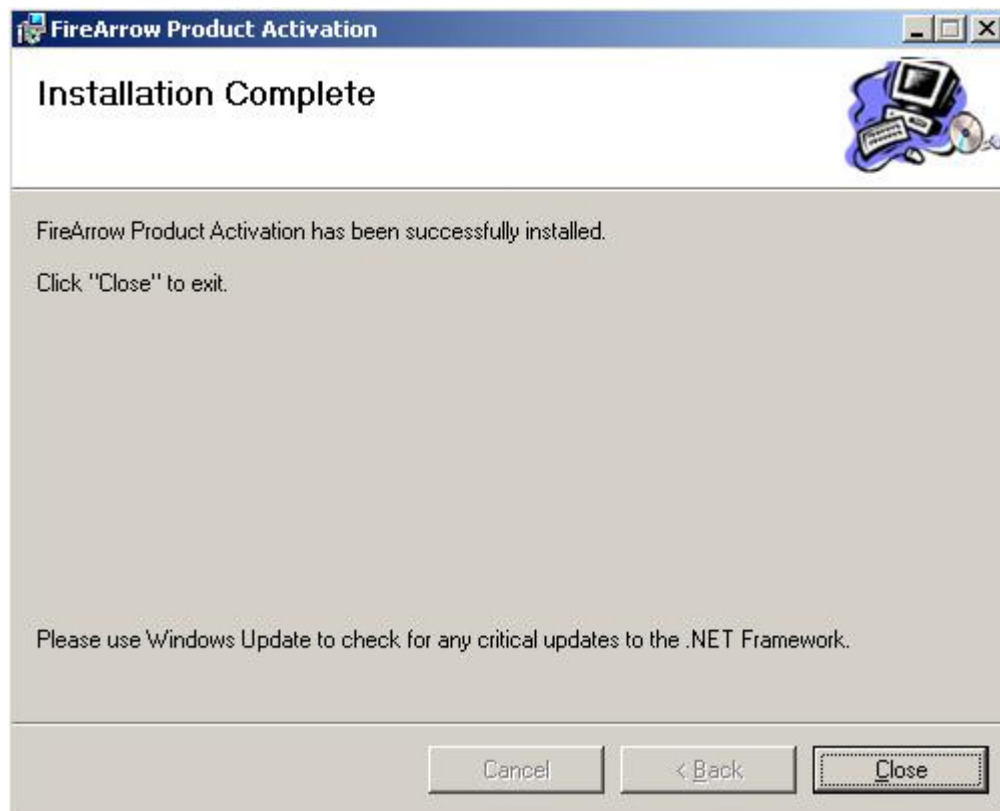 FireArrow Product Activation
Installation Complete
FireArrow Product Activation has been successfully installed.
Click "Close" to exit.
Please use Windows Update to check for any critical updates to the .NET Framework.
Cancel
< Back
Close